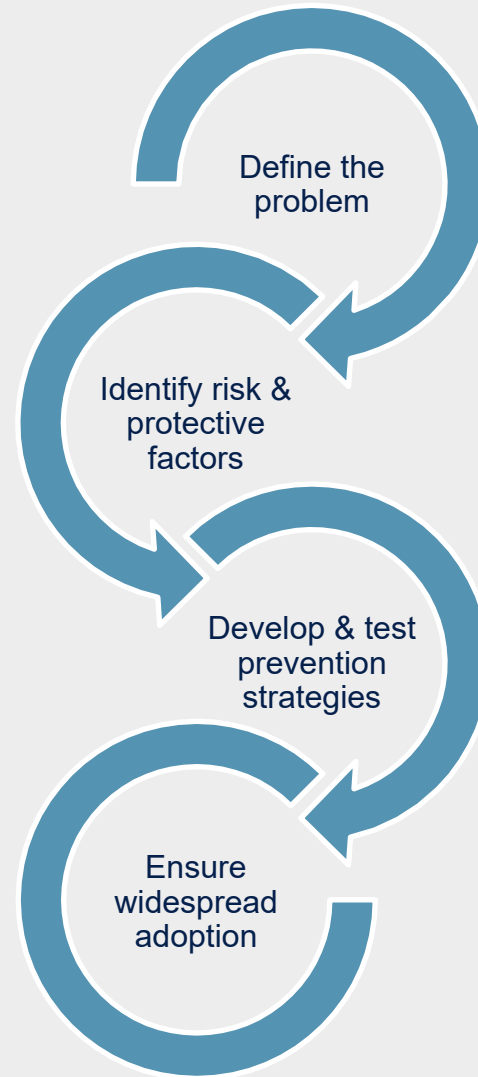 Define the
problem
Identify risk &
protective
factors
Develop & test
prevention
strategies
Ensure
widespread
adoption